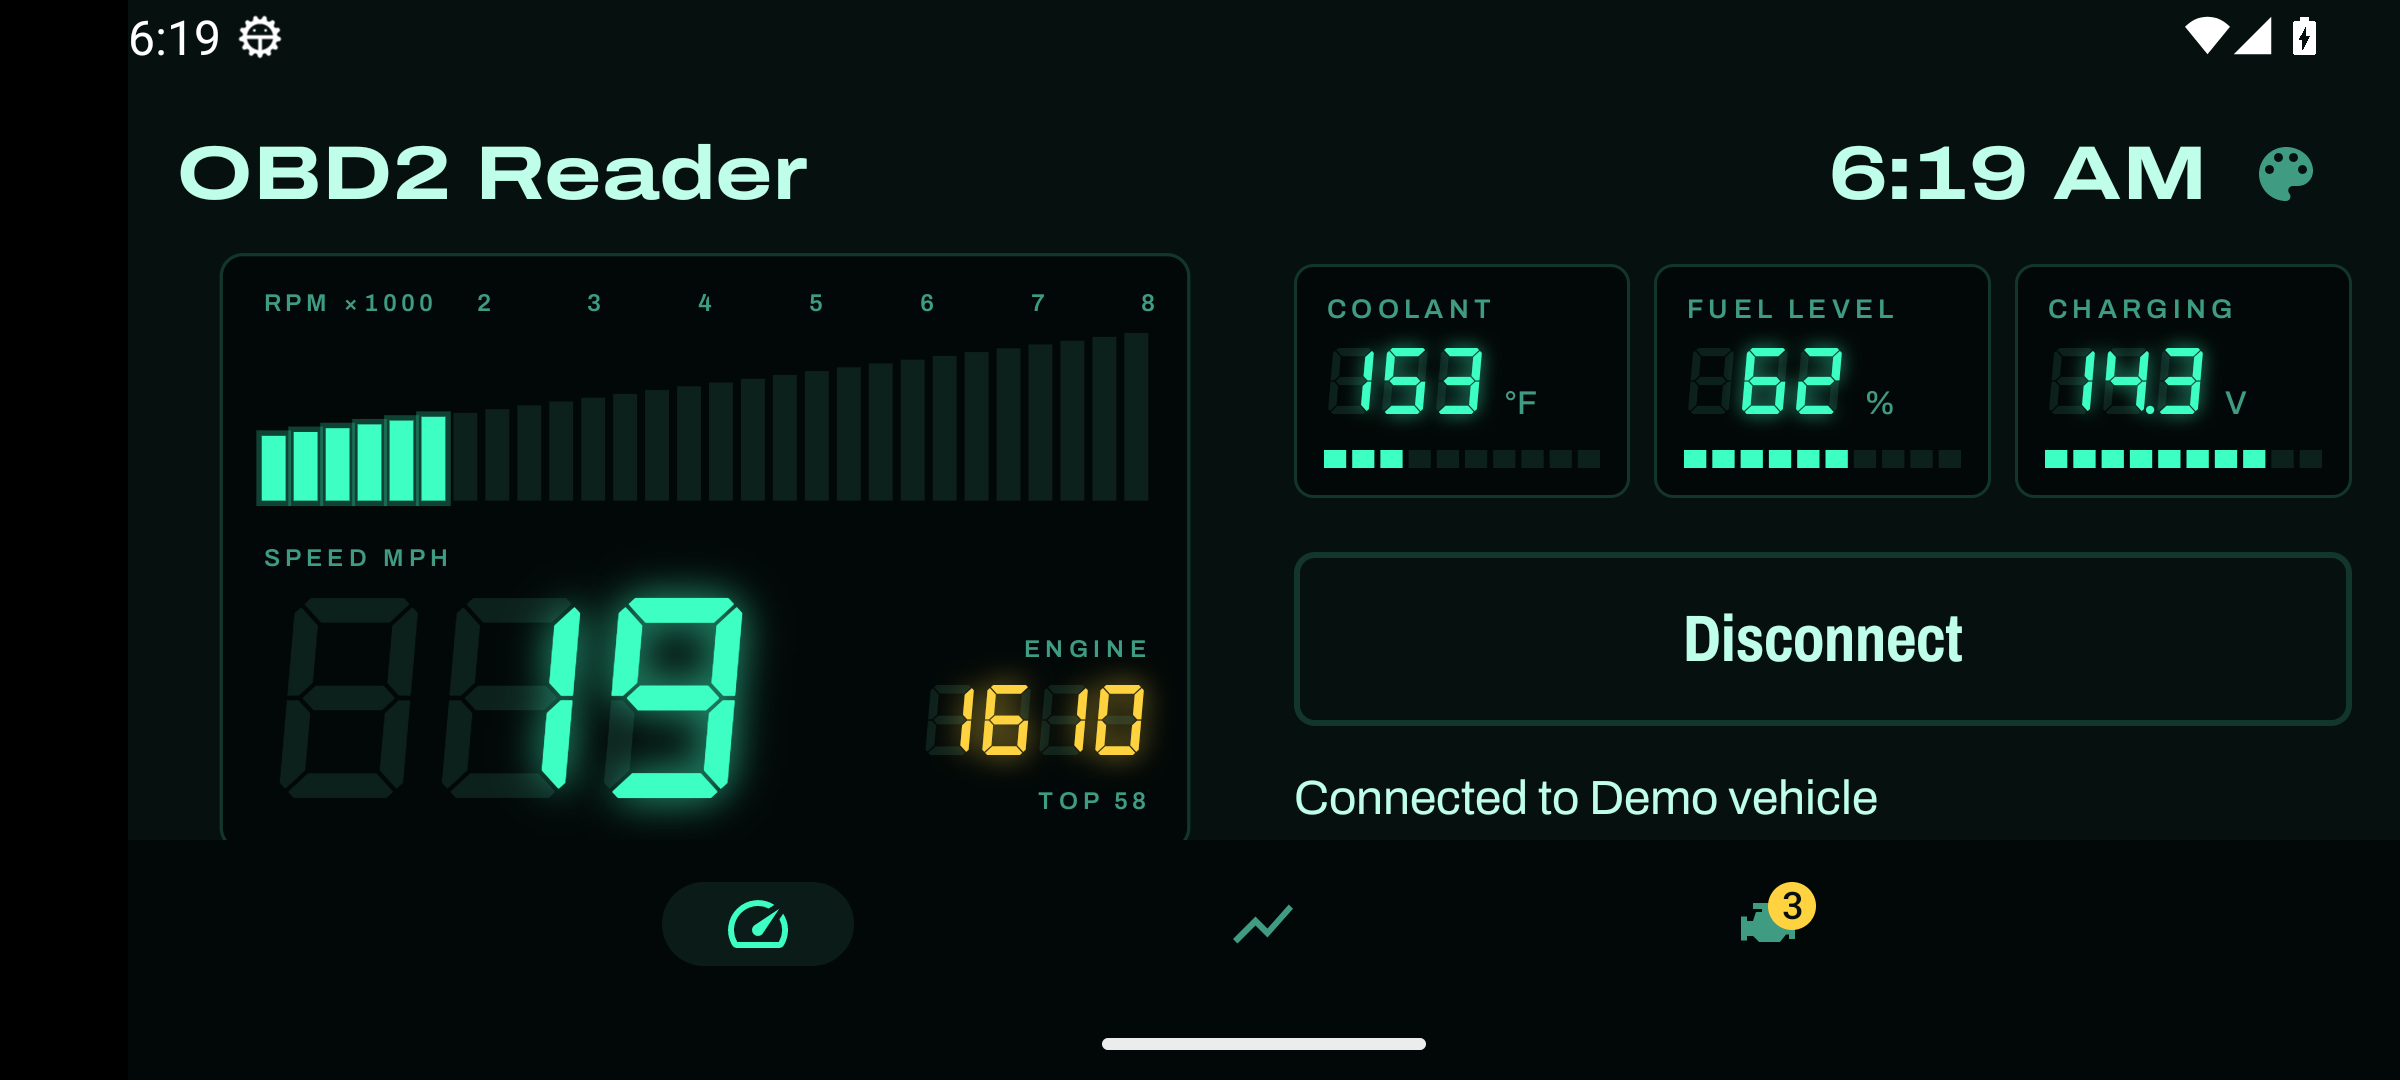 6:19
OBD2 Reader
6:19 AM
RPM ×1000 2 3 4 5 6 7 8
SPEED MPH
19
ENGINE
1610
TOP 58
COOLANT
153 °F
FUEL LEVEL
62 %
CHARGING
14.3 V
Disconnect
Connected to Demo vehicle
3